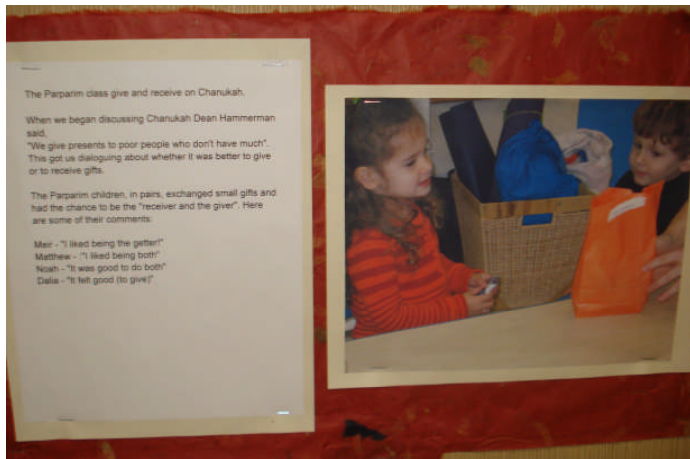 The Parparim class give and receive on Chanukah.
When we began discussing Chanukah Dean Hammerman
said,
"We give presents to poor people who don't have much".
This got us dialoguing about whether it was better to give
or to receive gifts.
The Parparim children, in pairs, exchanged small gifts and
had the chance to be the "receiver and the giver". Here
are some of their comments:
Meir - "I liked being the getter!"
Matthew - "I liked being both"
Noah - "It was good to do both"
Dalia - "It felt good (to give)"